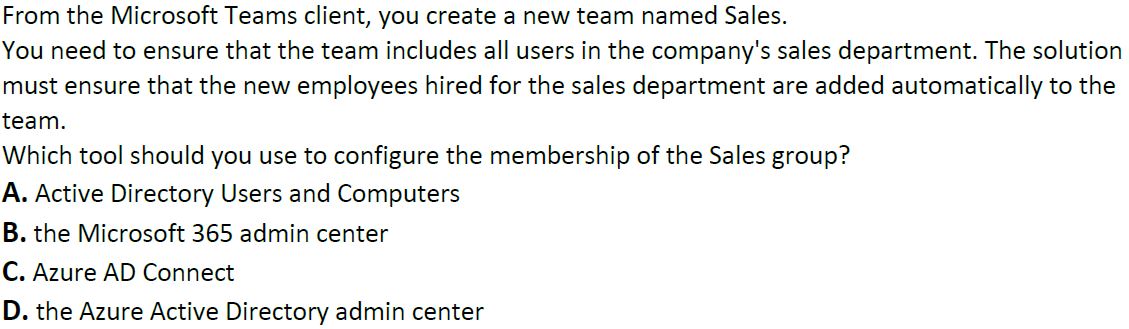 From the Microsoft Teams client, you create a new team named Sales.
You need to ensure that the team includes all users in the company's sales department. The solution
must ensure that the new employees hired for the sales department are added automatically to the
team.
Which tool should you use to configure the membership of the Sales group?
A. Active Directory Users and Computers
B. the Microsoft 365 admin center
C. Azure AD Connect
D. the Azure Active Directory admin center